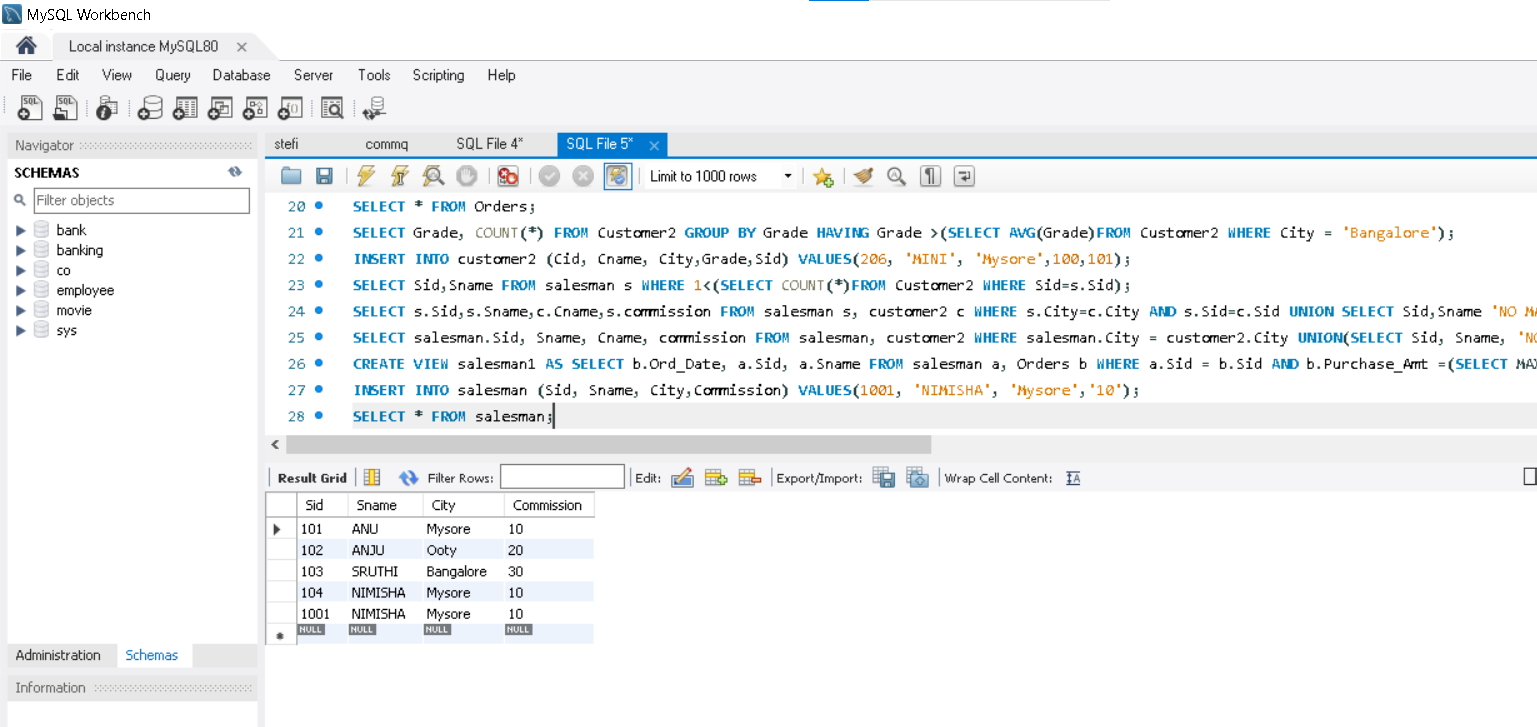 MySQL Workbench
Local instance MySQL80
File Edit View Query Database Server Tools Scripting Help
Navigator
SCHEMAS
Filter objects
bank
banking
co
employee
movie
sys
Administration Schemas
Information
stefi commq SQL File 4* SQL File 5*
Limit to 1000 rows
20 SELECT * FROM Orders;
21 SELECT Grade, COUNT(*) FROM Customer2 GROUP BY Grade HAVING Grade >(SELECT AVG(Grade)FROM Customer2 WHERE City = 'Bangalore');
22 INSERT INTO customer2 (Cid, Cname, City,Grade,Sid) VALUES(206, 'MINI', 'Mysore',100,101);
23 SELECT Sid,Sname FROM salesman s WHERE 1<(SELECT COUNT(*)FROM Customer2 WHERE Sid=s.Sid);
24 SELECT s.Sid,s.Sname,c.Cname,s.commission FROM salesman s, customer2 c WHERE s.City=c.City AND s.Sid=c.Sid UNION SELECT Sid,Sname 'NO MA
25 SELECT salesman.Sid, Sname, Cname, commission FROM salesman, customer2 WHERE salesman.City = customer2.City UNION(SELECT Sid, Sname, 'NO
26 CREATE VIEW salesman1 AS SELECT b.Ord_Date, a.Sid, a.Sname FROM salesman a, Orders b WHERE a.Sid = b.Sid AND b.Purchase_Amt =(SELECT MAX
27 INSERT INTO salesman (Sid, Sname, City,Commission) VALUES(1001, 'NIMISHA', 'Mysore','10');
28 SELECT * FROM salesman;
Result Grid Filter Rows: Edit: Export/Import: Wrap Cell Content:
Sid Sname City Commission
101 ANU Mysore 10
102 ANJU Ooty 20
103 SRUTHI Bangalore 30
104 NIMISHA Mysore 10
1001 NIMISHA Mysore 10
NULL NULL NULL NULL